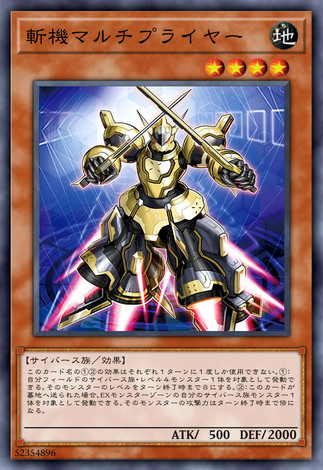 斬機マルチプライヤー
地
【サイバース族／効果】
このカード名の①②の効果はそれぞれ１ターンに１度しか使用できない。①：
自分フィールドのサイバース族・レベル４モンスター１体を対象として発動で
きる。そのモンスターのレベルをターン終了時まで８にする。②：このカードが
墓地へ送られた場合、EXモンスターゾーンの自分のサイバース族モンスター１
体を対象として発動できる。そのモンスターの攻撃力はターン終了時まで倍に
なる。
ATK/ 500 DEF/2000
52354896